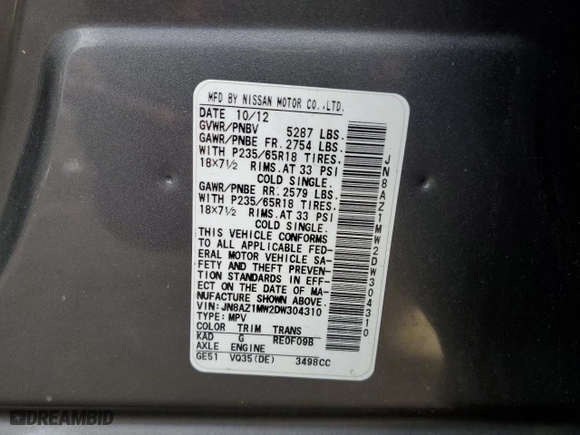 MFD BY NISSAN MOTOR CO.,LTD.
DATE 10/12
GVWR/PNBV 5287 LBS.
GAWR/PNBE FR. 2754 LBS.
WITH P235/65R18 TIRES.
18×7½ RIMS.AT 33 PSI
COLD SINGLE.
GAWR/PNBE RR. 2579 LBS.
WITH P235/65R18 TIRES.
18×7½ RIMS.AT 33 PSI
COLD SINGLE.
THIS VEHICLE CONFORMS
TO ALL APPLICABLE FED-
ERAL MOTOR VEHICLE SA-
FETY AND THEFT PREVEN-
TION STANDARDS IN EFF-
ECT ON THE DATE OF MA-
NUFACTURE SHOWN ABOVE.
VIN: JN8AZ1MW2DW304310
TYPE: MPV
COLOR TRIM TRANS
KAD G RE0F09B
AXLE ENGINE
GE51 VQ35(DE) 3498CC
JN8AZ1MW2DW304310
DREAMBID